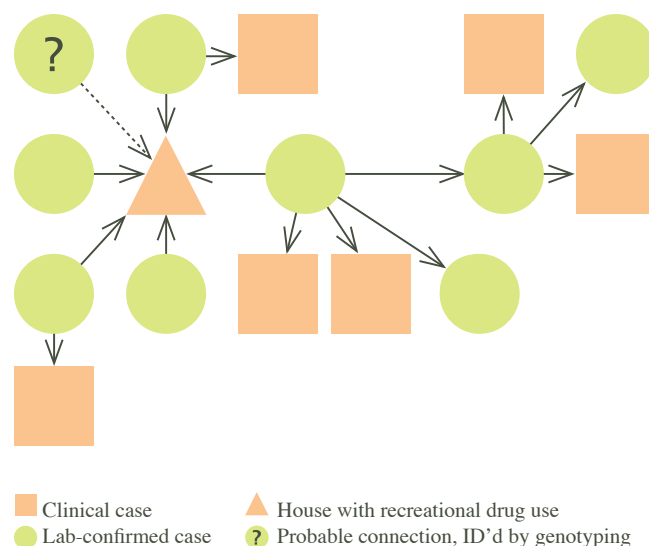 ?
Clinical case
House with recreational drug use
Lab-confirmed case
? Probable connection, ID’d by genotyping